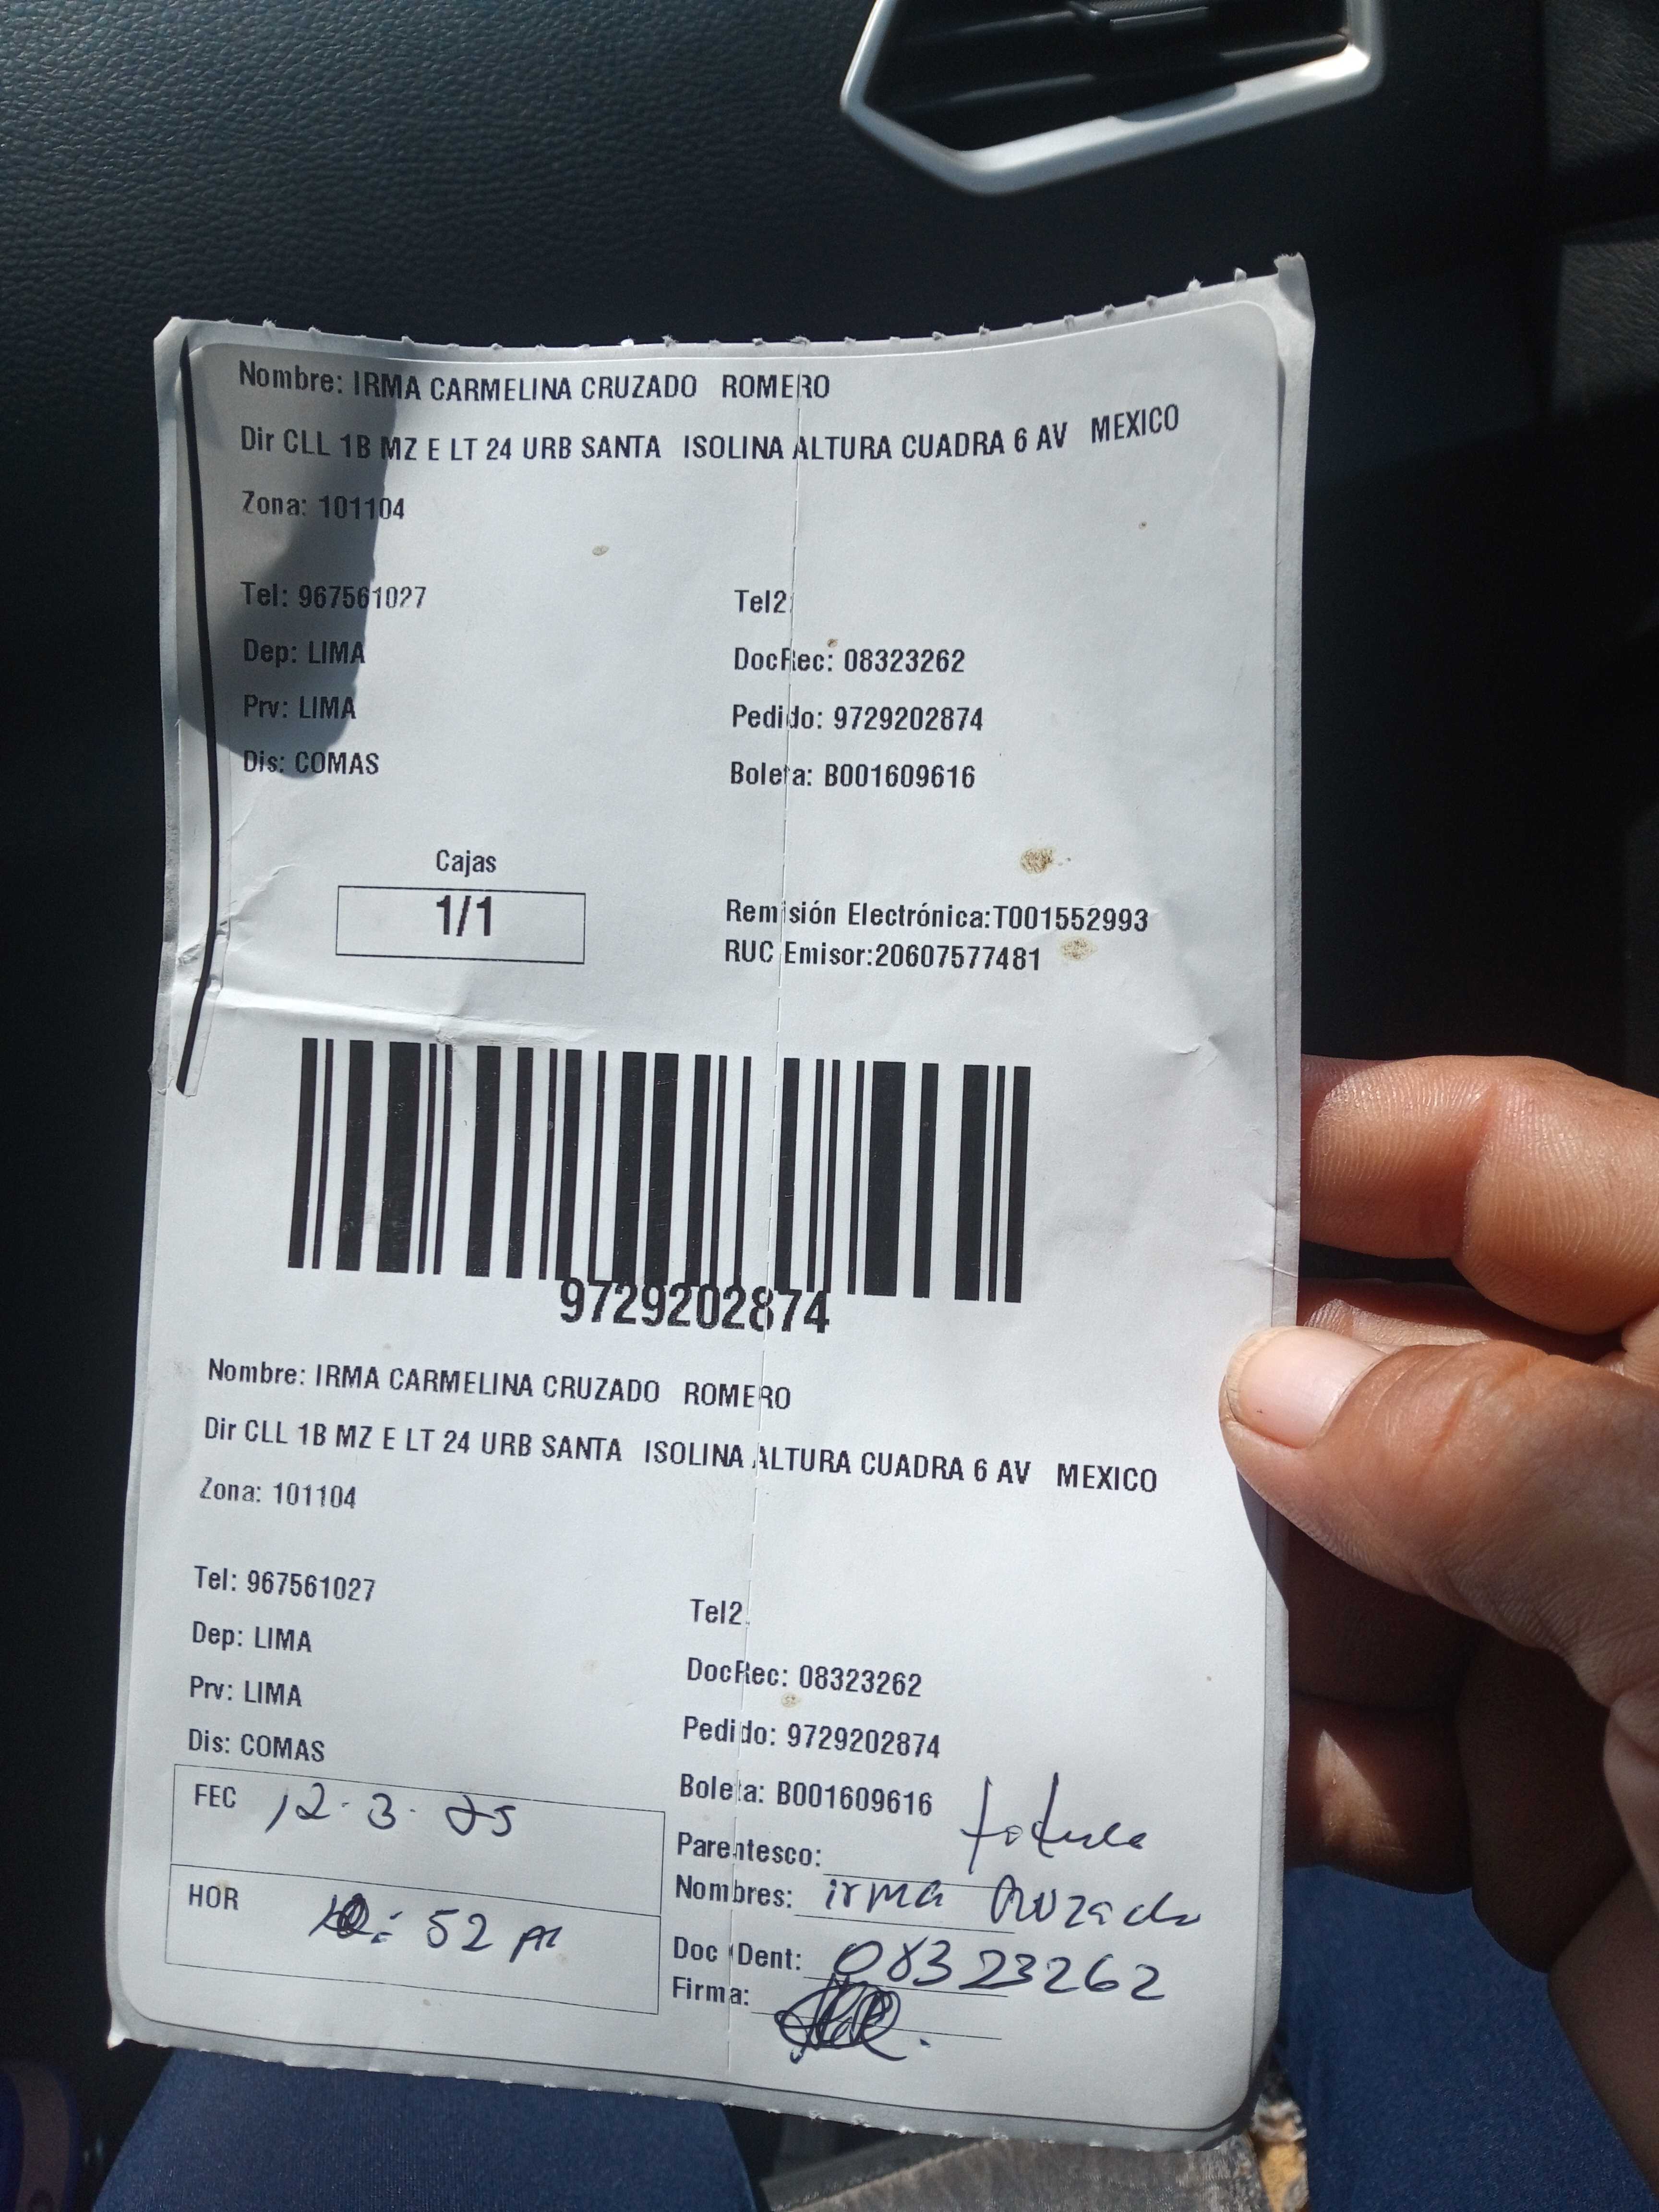 Nombre: IRMA CARMELINA CRUZADO ROMERO
Dir CLL 1B MZ E LT 24 URB SANTA ISOLINA ALTURA CUADRA 6 AV MEXICO
Zona: 101104
Tel: 967561027 Tel2:
Dep: LIMA DocRec: 08323262
Prv: LIMA Pedido: 9729202874
Dis: COMAS Boleta: B001609616
Cajas
1/1
Remisión Electrónica:T001552993
RUC Emisor:20607577481
9729202874
Nombre: IRMA CARMELINA CRUZADO ROMERO
Dir CLL 1B MZ E LT 24 URB SANTA ISOLINA ALTURA CUADRA 6 AV MEXICO
Zona: 101104
Tel: 967561027 Tel2:
Dep: LIMA DocRec: 08323262
Prv: LIMA Pedido: 9729202874
Dis: COMAS Boleta: B001609616
FEC 12-3-25
Parentesco:
Nombres: irma Cruzado
HOR : 52
Doc Dent: 08323262
Firma: